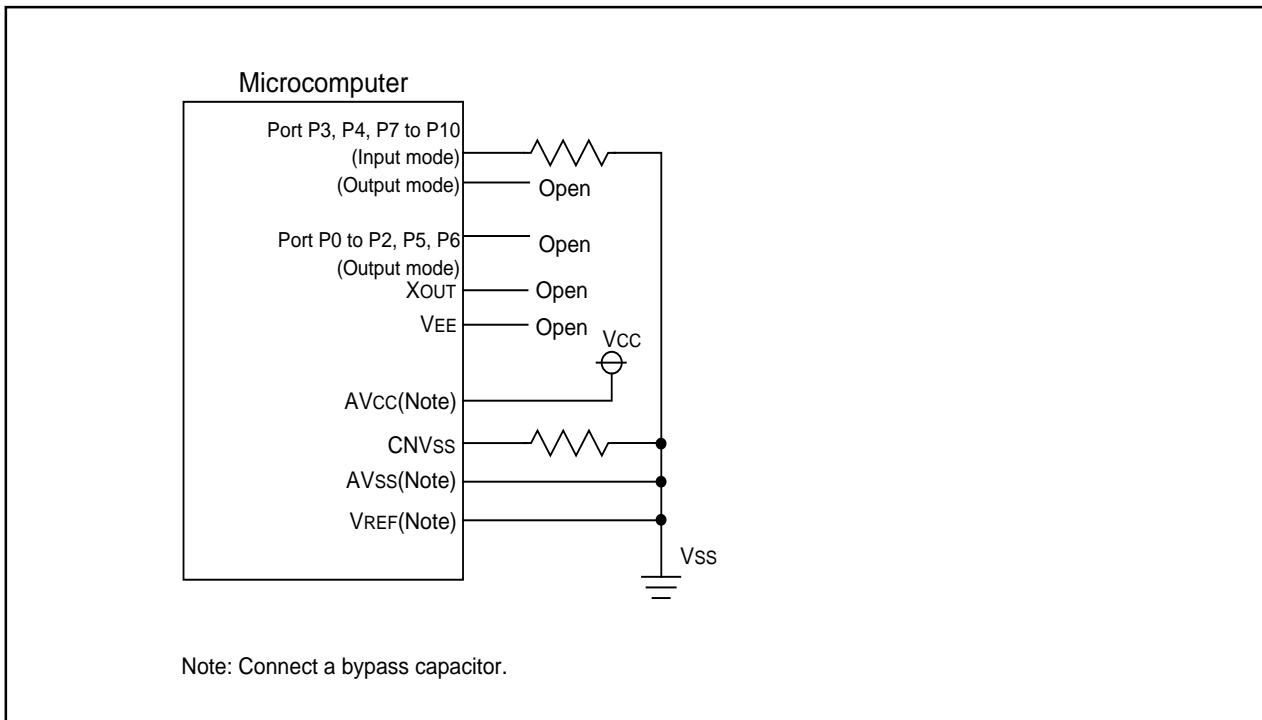 Microcomputer
Port P3, P4, P7 to P10
(Input mode)
(Output mode)
Open
Port P0 to P2, P5, P6
Open
(Output mode)
XOUT
Open
VEE
Open
VCC
AVCC(Note)
CNVSS
AVSS(Note)
VREF(Note)
VSS
Note: Connect a bypass capacitor.